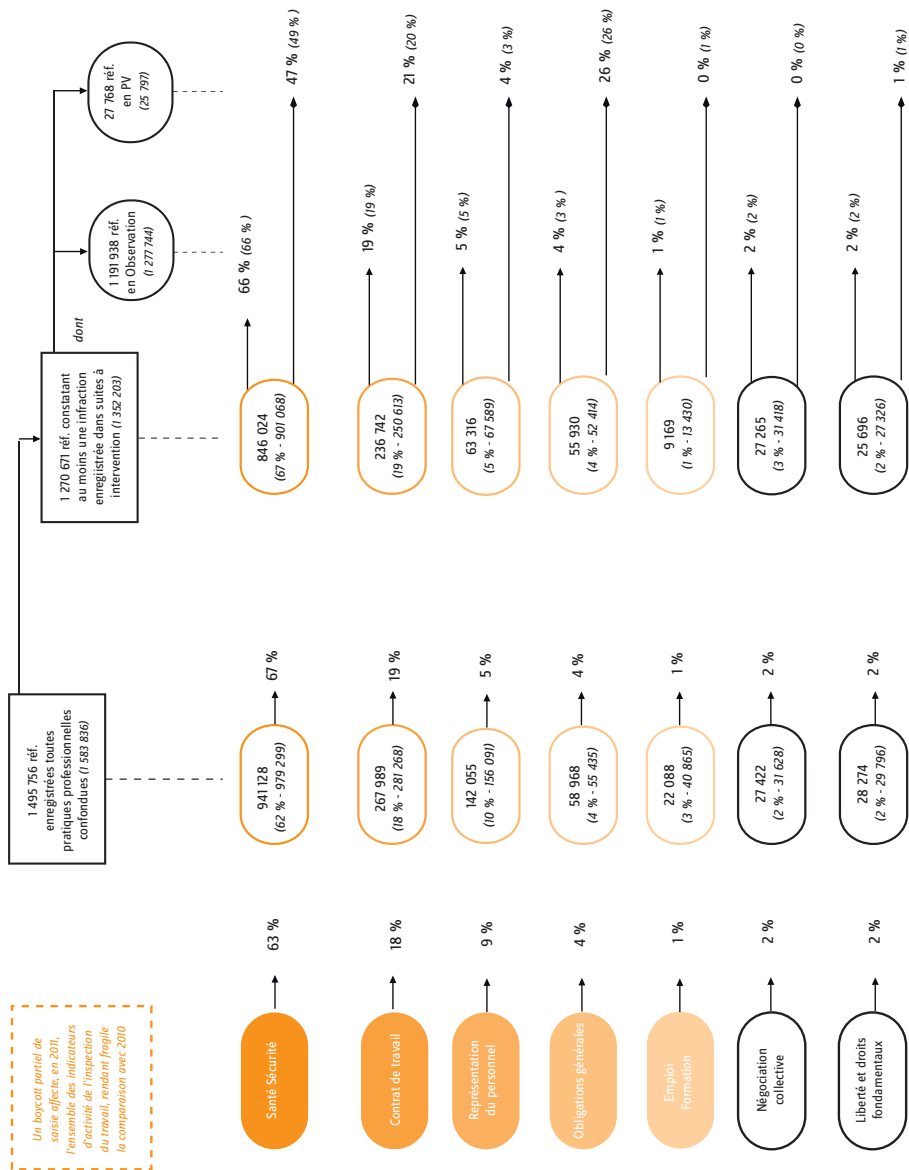 Un boycott partiel de
saisie affecte, en 2011,
l'ensemble des indicateurs
d'activité de l'inspection
du travail, rendant fragile
la comparaison avec 2010
1 495 756 réf.
enregistrées toutes
pratiques professionnelles
confondues (1 583 836)
1 270 671 réf. constatant
au moins une infraction
enregiistrée dans suites à
intervention (1 352 203)
dont
1 191 938 réf.
en Observation
(1 277 744)
27 768 réf.
en PV
(25 797)
Santé Sécurité
63 %
941 128
(62 % - 979 299)
67 %
846 024
(67 % - 901 068)
66 % (66 % )
47 % (49 %)
Contrat de travail
18 %
267 989
(18 % - 281 268)
19 %
236 742
(19 % - 250 613)
19 % (19 %)
21 % (20 %)
Représentation
du personnel
9 %
142 055
(10 % - 156 091)
5 %
63 316
(5 % - 67 589)
5 % (5 %)
4 % (3 %)
Obligations générales
4 %
58 968
(4 % - 55 435)
4 %
55 930
(4 % - 52 414)
4 % (3 % )
26 % (26 %)
Emploi
Formation
1 %
22 088
(3 % - 40 865)
1 %
9 169
(1 % - 13 430)
1 % (1 %)
0 % (1 %)
Négociation
collective
2 %
27 422
(2 % - 31 628)
2 %
27 265
(3 % - 31 418)
2 % (2 %)
0 % (0 %)
Liberté et droits
fondamentaux
2 %
28 274
(2 % - 29 796)
2 %
25 696
(2 % - 27 326)
2 % (2 %)
1 % (1 %)